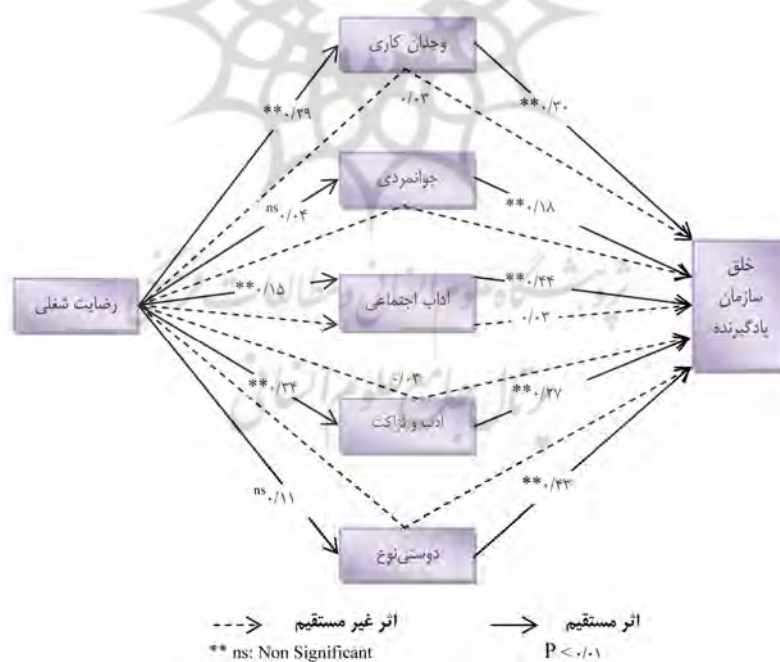 وجدان کاری
**۰/۳۹
۰/۰۳
**۰/۳۰
جوانمردی
ns۰/۰۴
**۰/۱۸
رضایت شغلی
**۰/۱۵
آداب اجتماعی
**۰/۴۴
۰/۰۳
خلق
سازمان
یادگیرنده
**۰/۳۴
۰/۰۳
ادب و نزاکت
**۰/۲۷
ns۰/۱۱
**۰/۴۳
دوستی‌نوخ
اثر غیر مستقیم
اثر مستقیم
** ns: Non Significant
P < ۰/۰۱